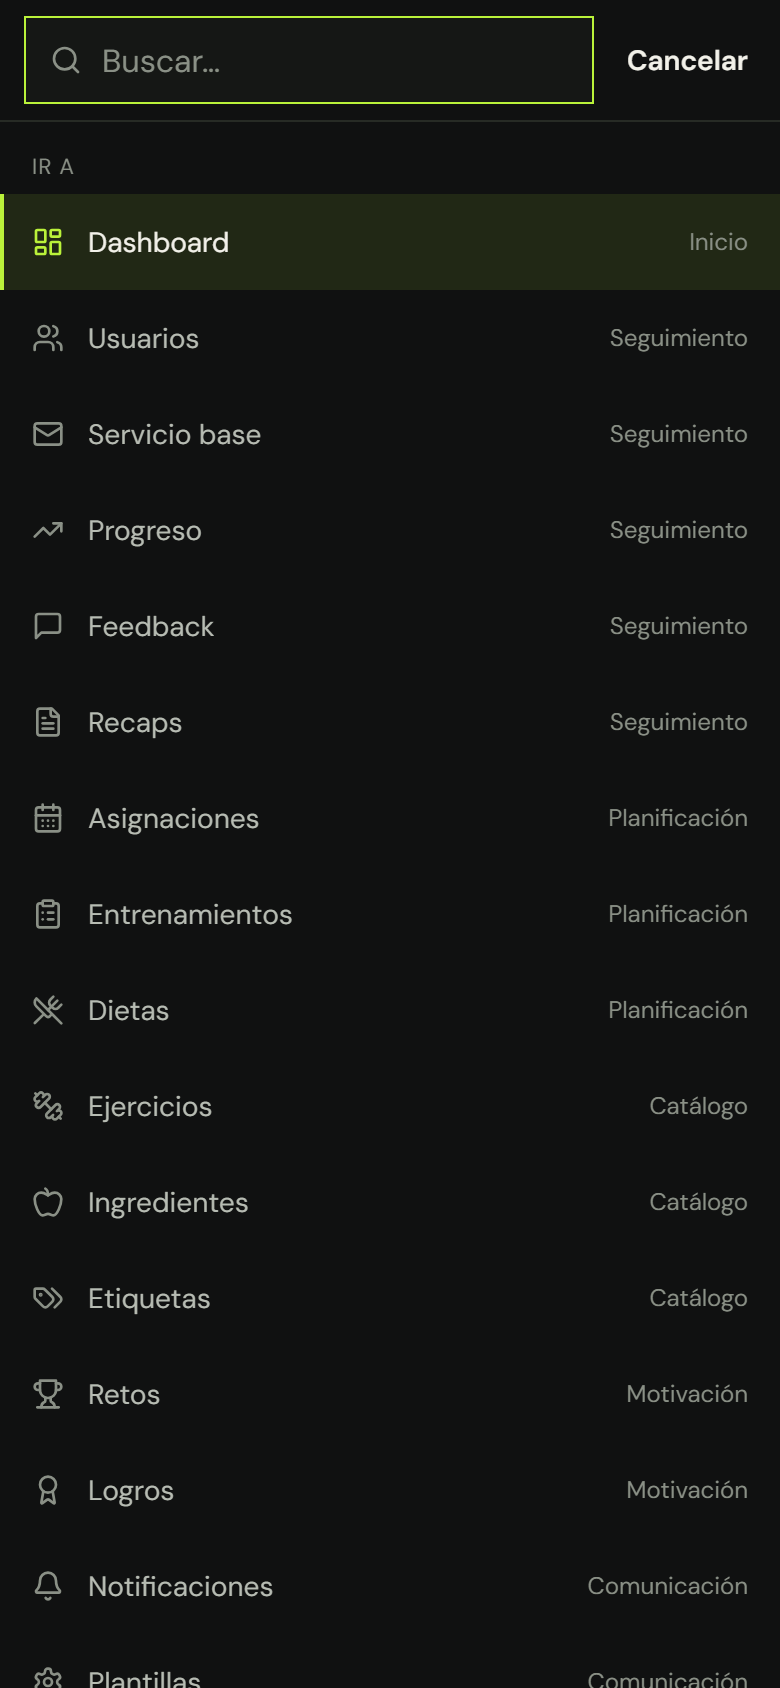 Buscar...
Cancelar
IR A
Dashboard Inicio
Usuarios Seguimiento
Servicio base Seguimiento
Progreso Seguimiento
Feedback Seguimiento
Recaps Seguimiento
Asignaciones Planificación
Entrenamientos Planificación
Dietas Planificación
Ejercicios Catálogo
Ingredientes Catálogo
Etiquetas Catálogo
Retos Motivación
Logros Motivación
Notificaciones Comunicación
Plantillas Comunicación